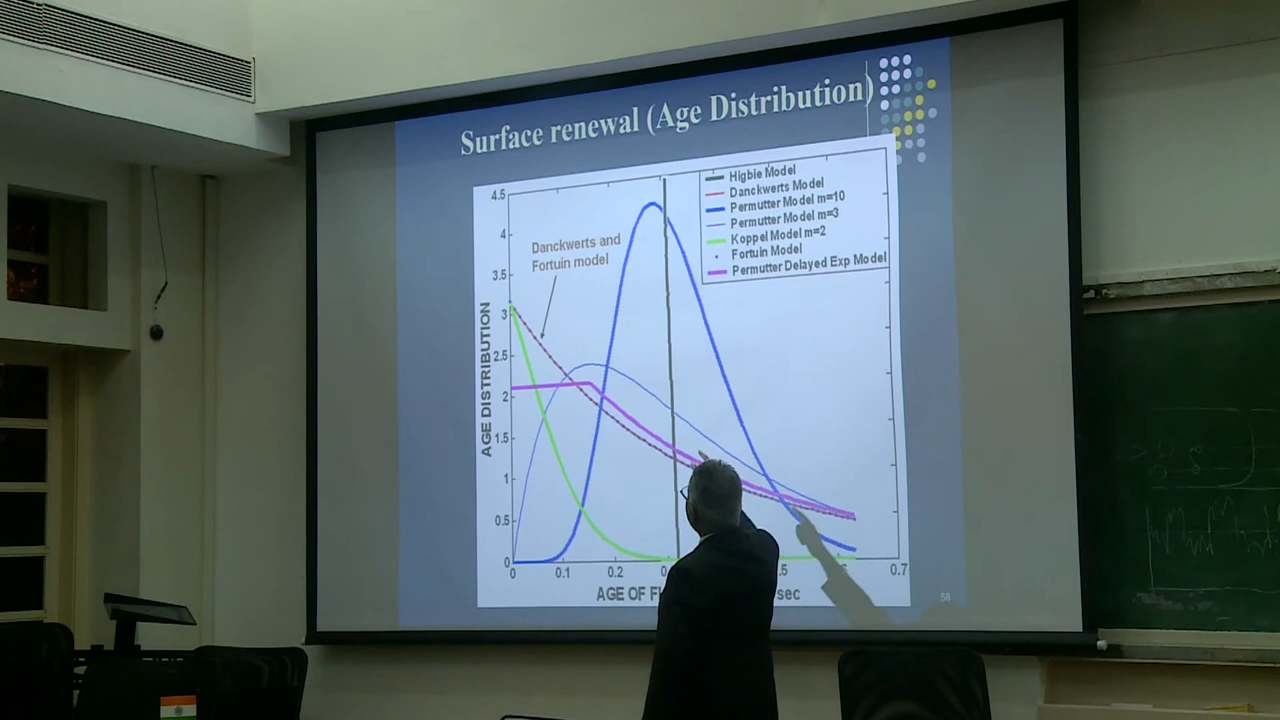 Surface renewal (Age Distribution)
Higbie Model
Danckwerts Model
Permutter Model m=10
Permutter Model m=3
Koppel Model m=2
Fortuin Model
Permutter Delayed Exp Model
Danckwerts and
Fortuin model
AGE DISTRIBUTION
4.5
4
3.5
3
2.5
2
1.5
1
0.5
0
0 0.1 0.2 0.7
AGE OF sec
58